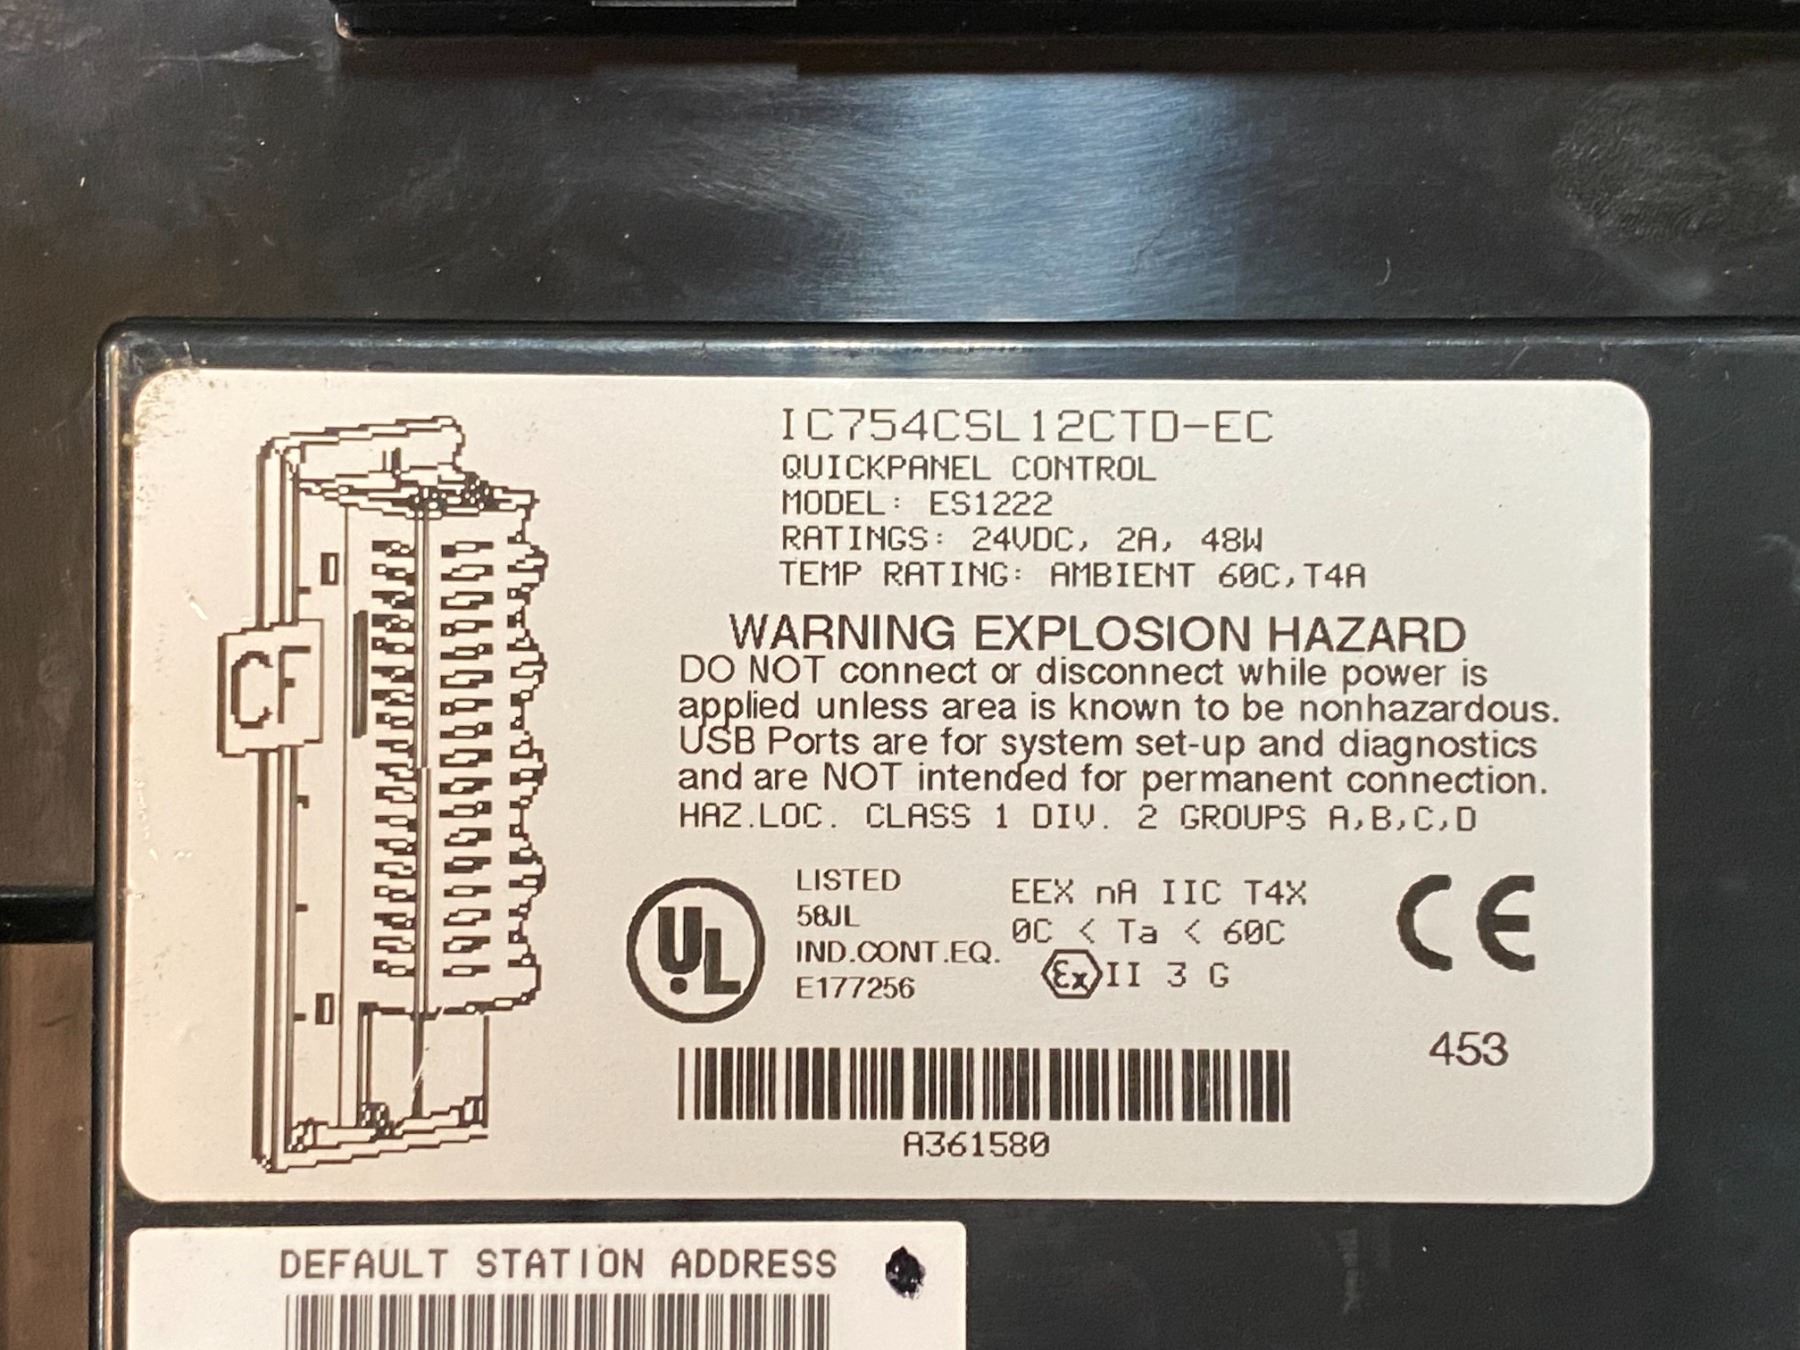 IC754CSL12CTD-EC
QUICKPANEL CONTROL
MODEL: ES1222
RATINGS: 24VDC, 2A, 48W
TEMP RATING: AMBIENT 60C,T4A
WARNING EXPLOSION HAZARD
DO NOT connect or disconnect while power is
applied unless area is known to be nonhazardous.
USB Ports are for system set-up and diagnostics
and are NOT intended for permanent connection.
HAZ.LOC. CLASS 1 DIV. 2 GROUPS A,B,C,D
CF
UL
LISTED
58JL
IND.CONT.EQ.
E177256
EEX nA IIC T4X
0C < Ta < 60C
Ex II 3 G
CE
453
A361580
DEFAULT STATION ADDRESS